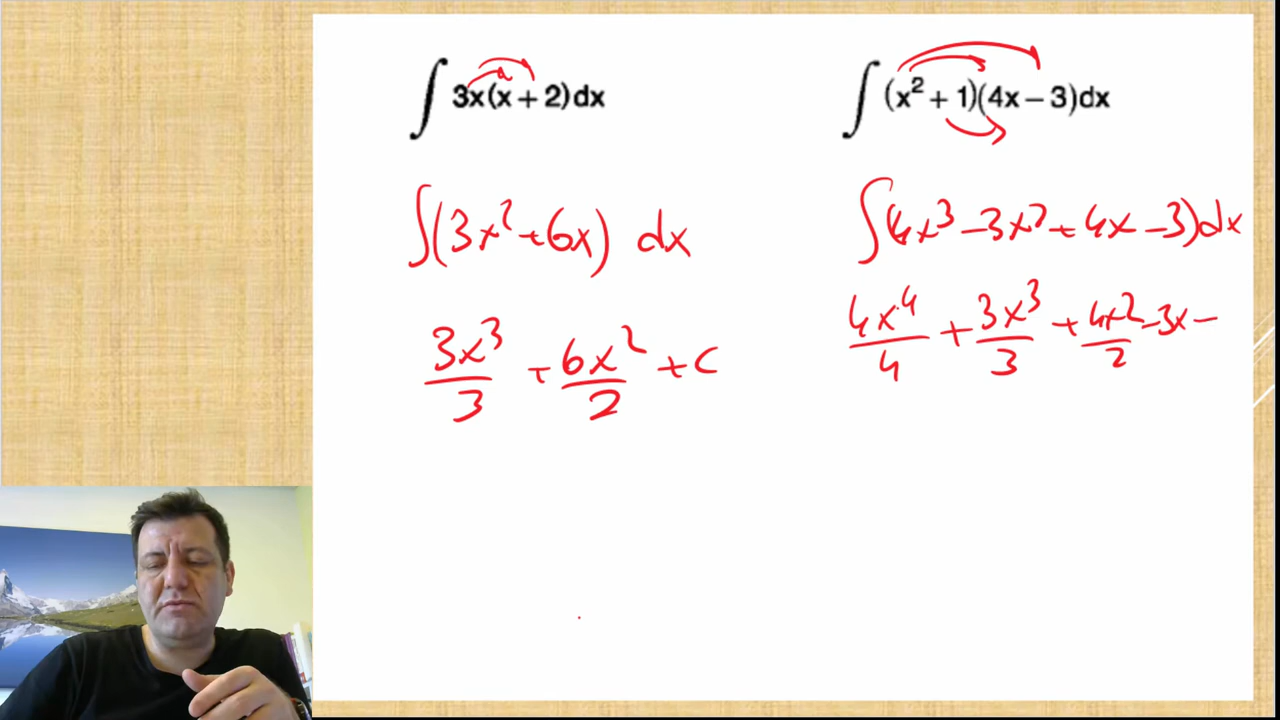 ∫ 3x(x + 2)dx
∫(3x² + 6x) dx
3x³/3 + 6x²/2 + c
∫ (x² + 1)(4x − 3)dx
∫(4x³ − 3x² + 4x − 3)dx
4x⁴/4 + 3x³/3 + 4x²/2 − 3x −